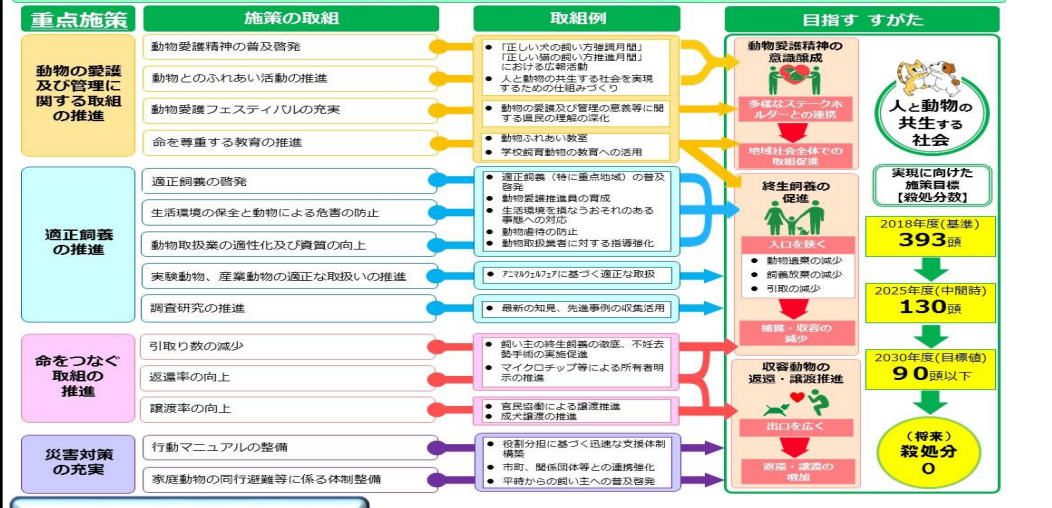 重点施策
施策の取組
取組例
目指す すがた
動物の愛護
及び管理に
関する取組
の推進
動物愛護精神の普及啓発
動物とのふれあい活動の推進
動物愛護フェスティバルの充実
命を尊重する教育の推進
● 「正しい犬の飼い方強調月間」
「正しい猫の飼い方推進月間」
における広報活動
● 人と動物の共生する社会を実現
するための仕組みづくり
● 動物の愛護及び管理の意義等に関
する県民の理解の深化
● 動物ふれあい教室
● 学校飼育動物の教育への活用
適正飼養
の推進
適正飼養の啓発
生活環境の保全と動物による危害の防止
動物取扱業の適性化及び資質の向上
実験動物、産業動物の適正な取扱いの推進
調査研究の推進
● 適正飼養（特に重点地域）の普及
啓発
● 動物愛護推進員の育成
● 生活環境を損なうおそれのある
事態への対応
● 動物虐待の防止
● 動物取扱業者に対する指導強化
● ｱﾆﾏﾙｳｪﾙﾌｪｱに基づく適正な取扱
● 最新の知見、先進事例の収集活用
命をつなぐ
取組の
推進
引取り数の減少
返還率の向上
譲渡率の向上
● 飼い主の終生飼養の徹底、不妊去
勢手術の実施促進
● マイクロチップ等による所有者明
示の推進
● 官民協働による譲渡推進
● 成犬譲渡の推進
災害対策
の充実
行動マニュアルの整備
家庭動物の同行避難等に係る体制整備
● 役割分担に基づく迅速な支援体制
構築
● 市町、関係団体等との連携強化
● 平時からの飼い主への普及啓発
動物愛護精神の
意識醸成
多様なステークホ
ルダーとの連携
地域社会全体での
取組促進
終生飼養の
促進
入口を狭く
● 動物遺棄の減少
● 飼養放棄の減少
● 引取の減少
捕獲・収容の
減少
収容動物の
返還・譲渡推進
出口を広く
返還・譲渡の
増加
人と動物の
共生する
社会
実現に向けた
施策目標
【殺処分数】
2018年度(基準)
393頭
2025年度(中間時)
130頭
2030年度(目標値)
90頭以下
（将来）
殺処分
0